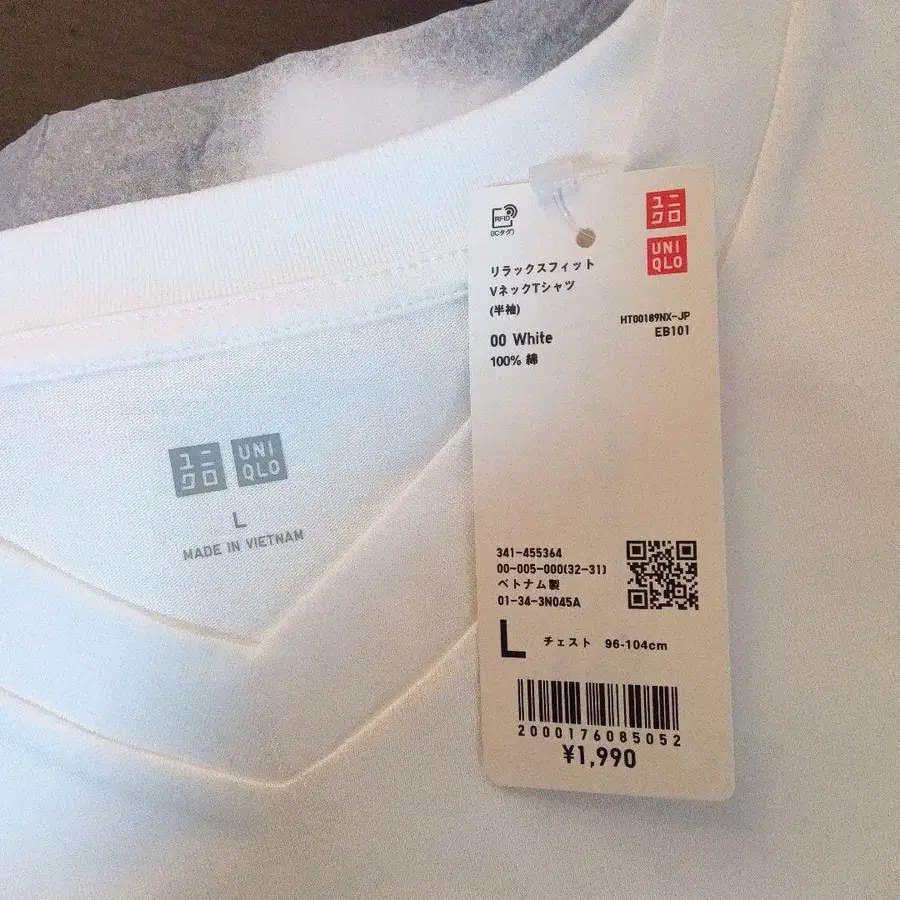 RFID
(ICタグ)
ユニ
クロ
UNI
QLO
リラックスフィット
VネックTシャツ
(半袖)
HT00189NX-JP
EB101
00 White
100% 綿
ユニ
クロ
UNI
QLO
L
MADE IN VIETNAM
341-455364
00-005-000(32-31)
ベトナム製
01-34-3N045A
L チェスト 96-104cm
2000176085052
¥1,990